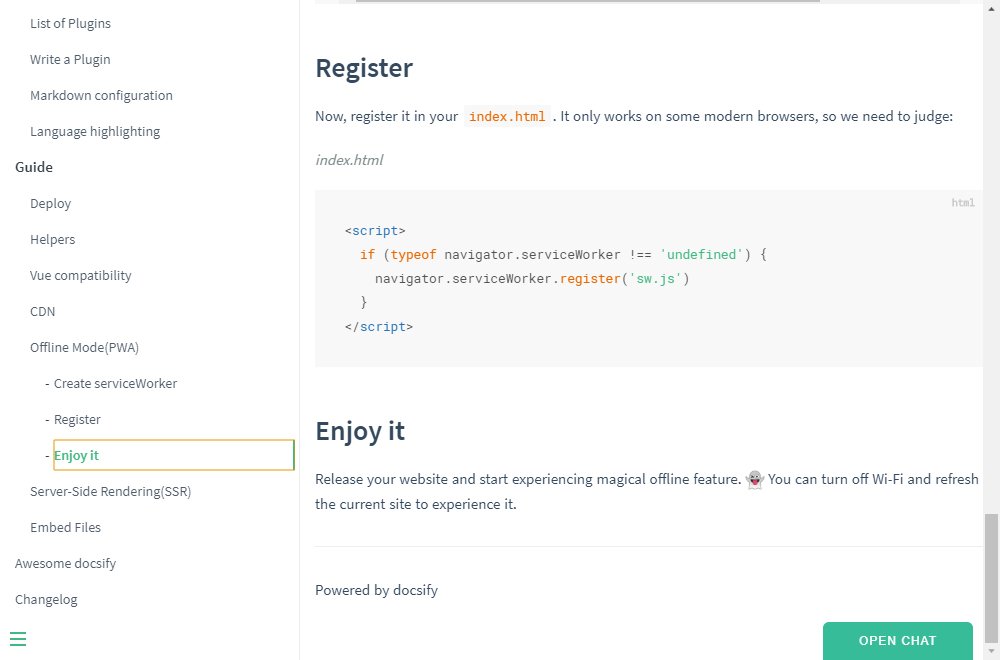 List of Plugins
Write a Plugin
Markdown configuration
Language highlighting
Guide
Deploy
Helpers
Vue compatibility
CDN
Offline Mode(PWA)
- Create serviceWorker
- Register
- Enjoy it
Server-Side Rendering(SSR)
Embed Files
Awesome docsify
Changelog
Register
Now, register it in your index.html . It only works on some modern browsers, so we need to judge:
index.html
html
<script>
  if (typeof navigator.serviceWorker !== 'undefined') {
    navigator.serviceWorker.register('sw.js')
  }
</script>
Enjoy it
Release your website and start experiencing magical offline feature. 👻 You can turn off Wi-Fi and refresh
the current site to experience it.
Powered by docsify
OPEN CHAT